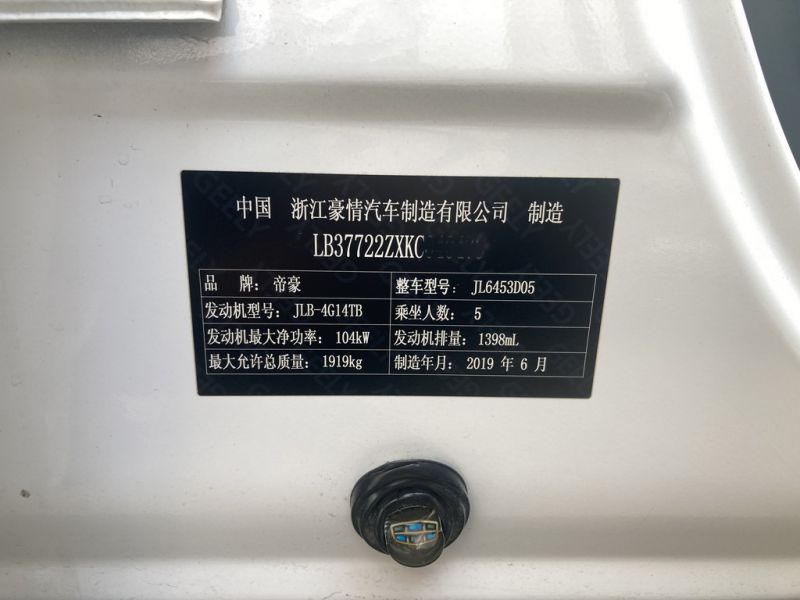 中国 浙江豪情汽车制造有限公司 制造
LB37722ZXKC
品 牌：帝豪 整车型号：JL6453D05
发动机型号：JLB-4G14TB 乘坐人数：5
发动机最大净功率：104kW 发动机排量：1398mL
最大允许总质量：1919kg 制造年月：2019 年 6 月